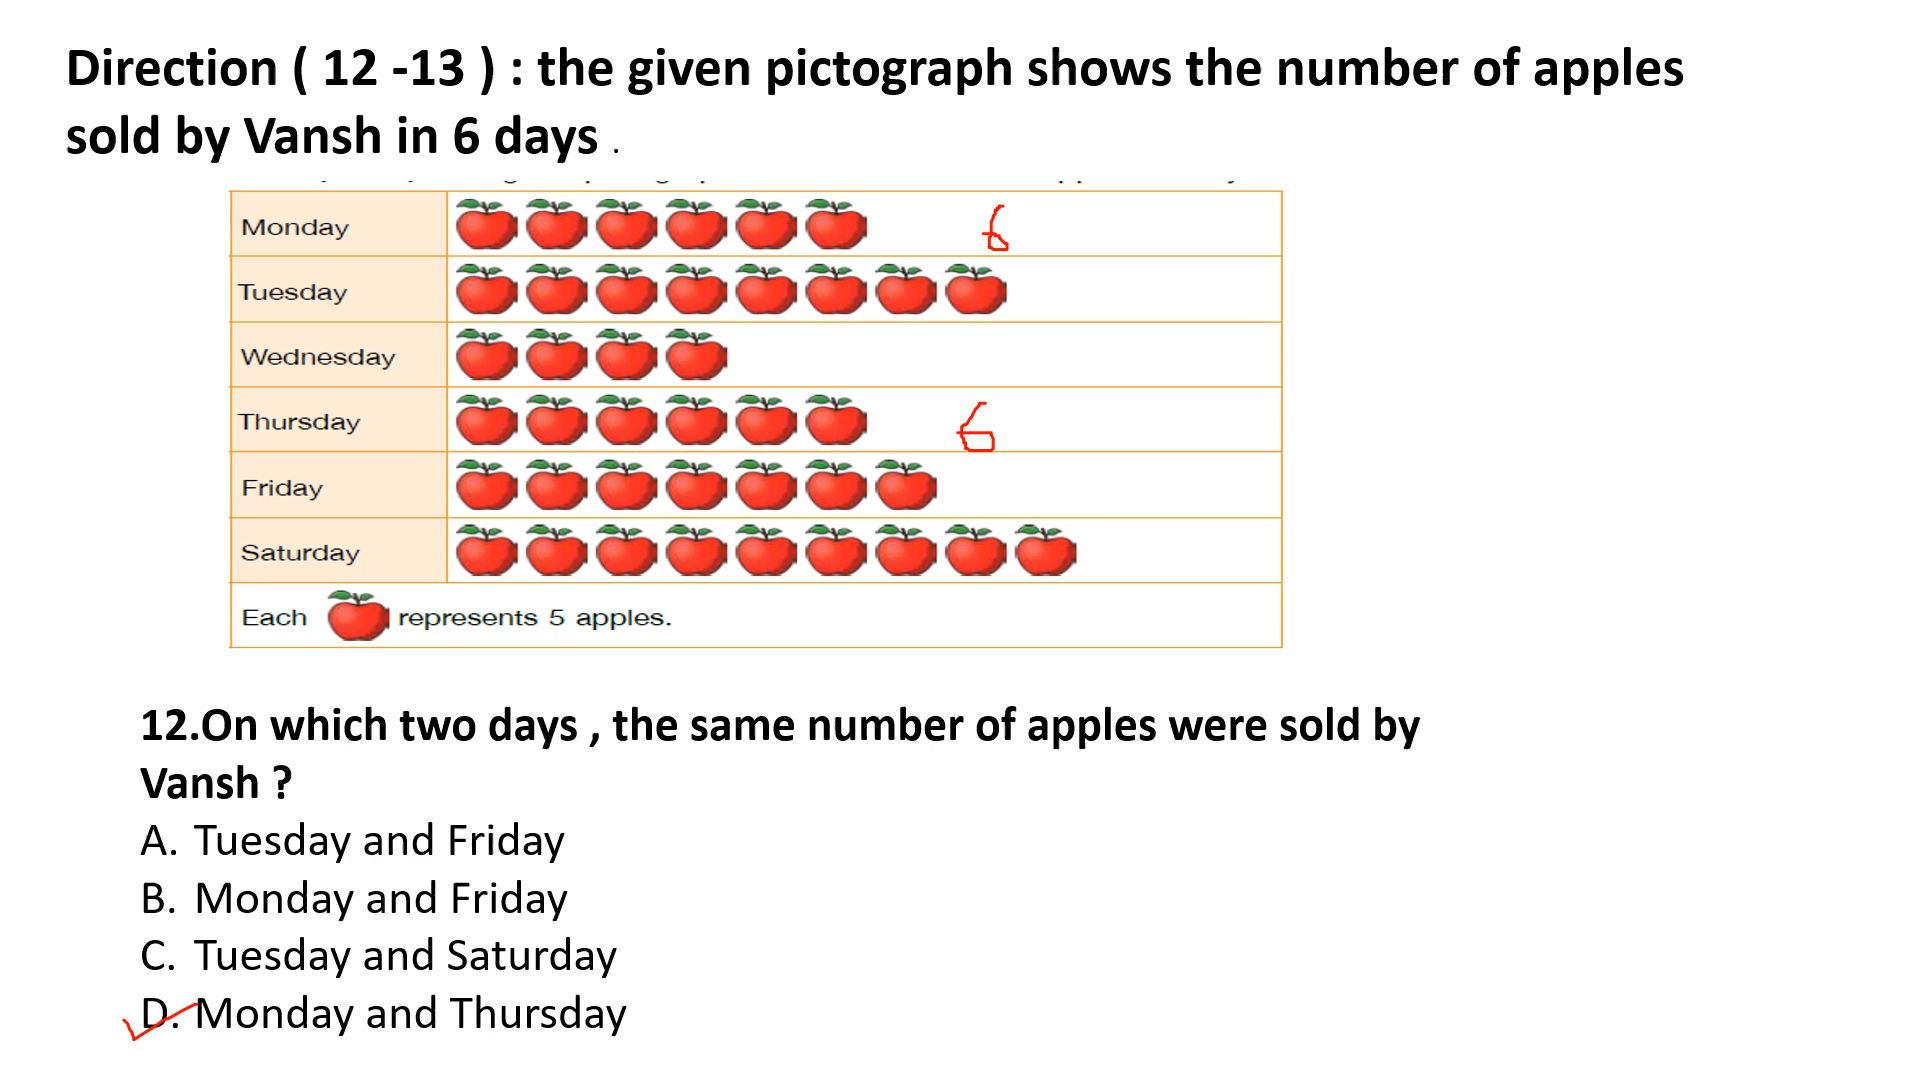 Direction ( 12 -13 ) : the given pictograph shows the number of apples
sold by Vansh in 6 days .
Monday 6
Tuesday
Wednesday
Thursday 6
Friday
Saturday
Each represents 5 apples.
12.On which two days , the same number of apples were sold by
Vansh ?
A. Tuesday and Friday
B. Monday and Friday
C. Tuesday and Saturday
D. Monday and Thursday